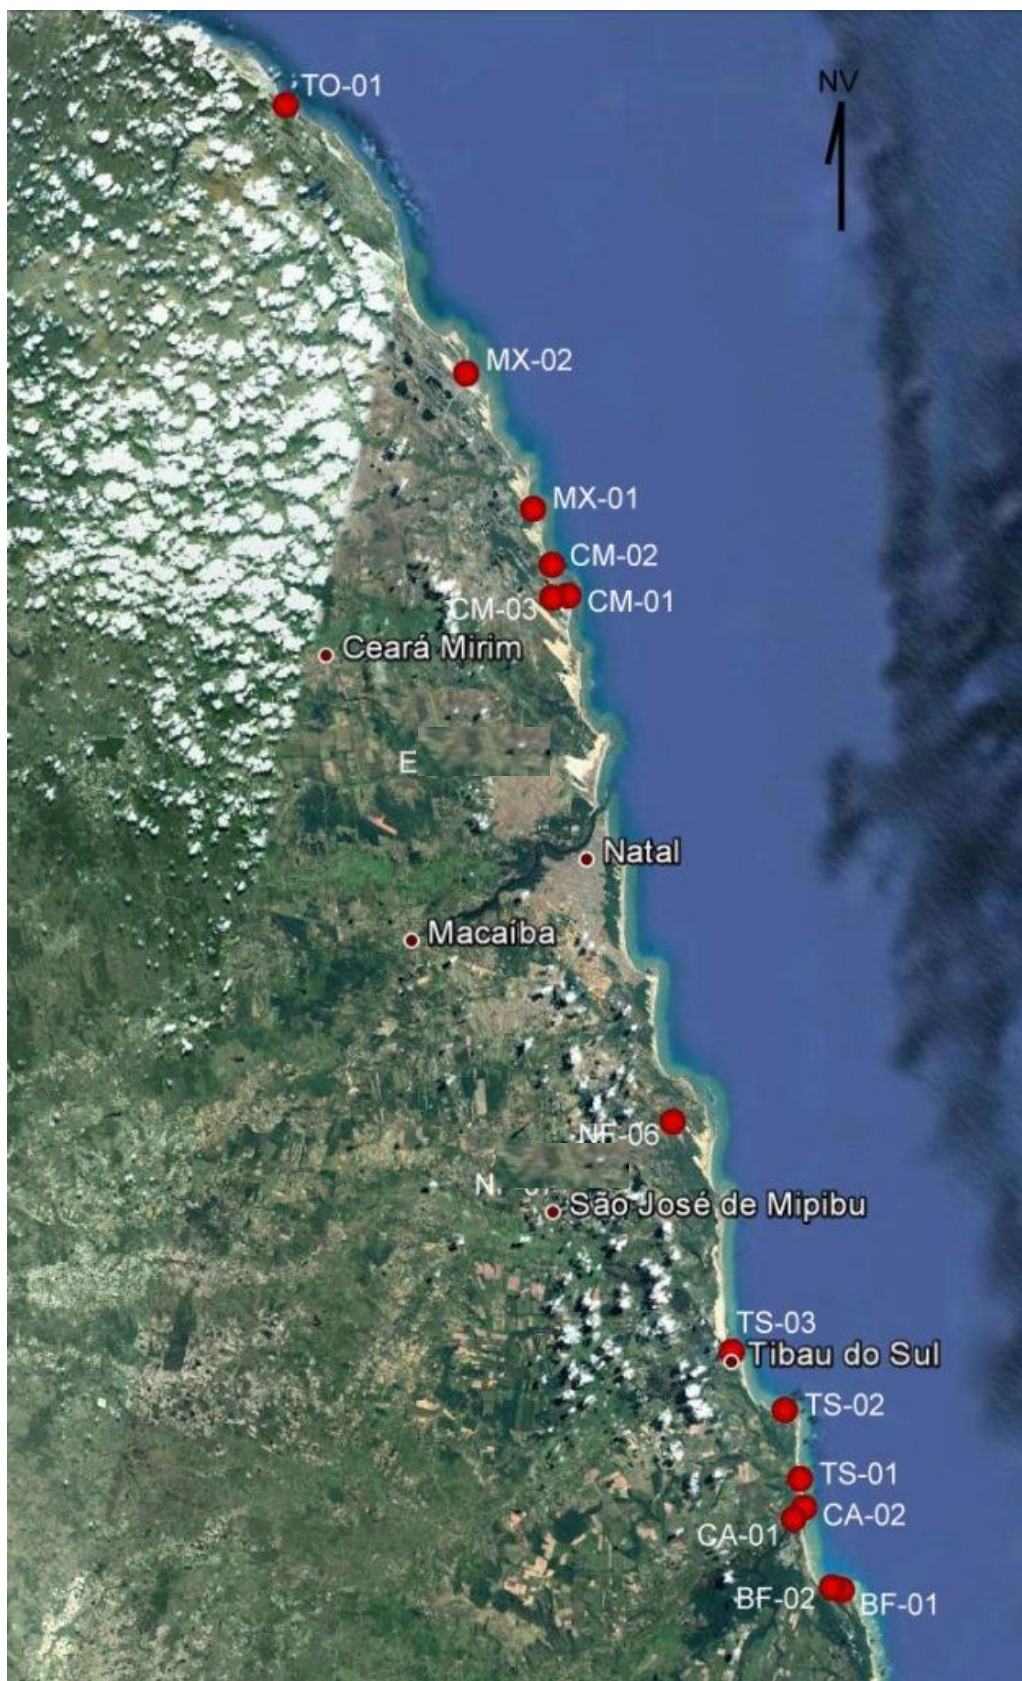 TO-01
NV
MX-02
MX-01
CM-02
CM-03
CM-01
Ceará Mirim
E
Natal
Macaíba
NF-06
São José de Mipibu
TS-03
Tibau do Sul
TS-02
TS-01
CA-02
CA-01
BF-02
BF-01